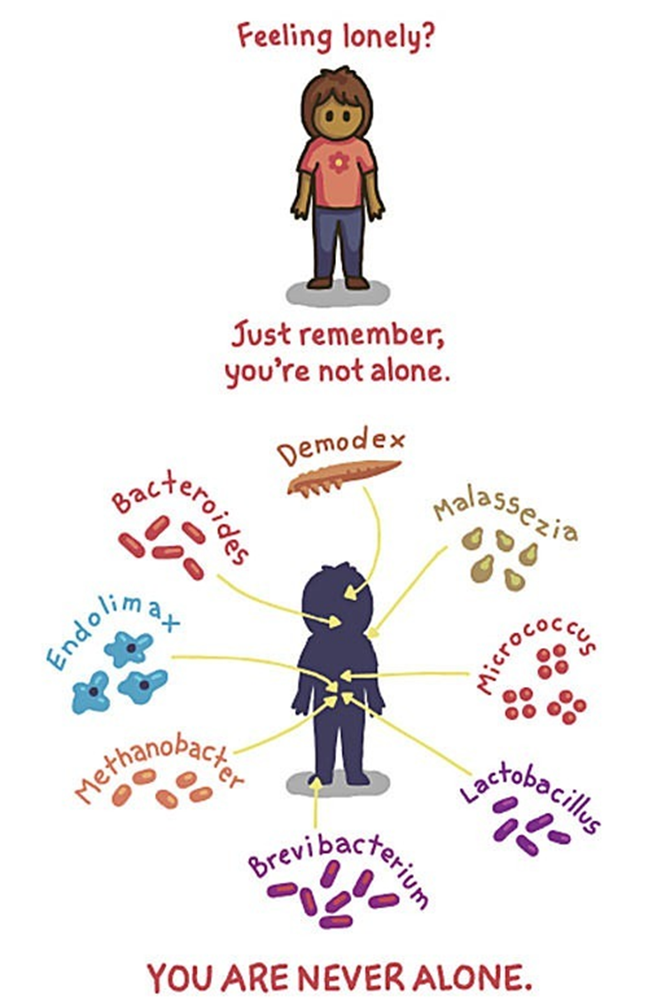 Feeling lonely?
Just remember,
you're not alone.
Demodex
Bacteroides
Malassezia
Endolimax
Micrococcus
Methanobacter
Lactobacillus
Brevibacterium
YOU ARE NEVER ALONE.